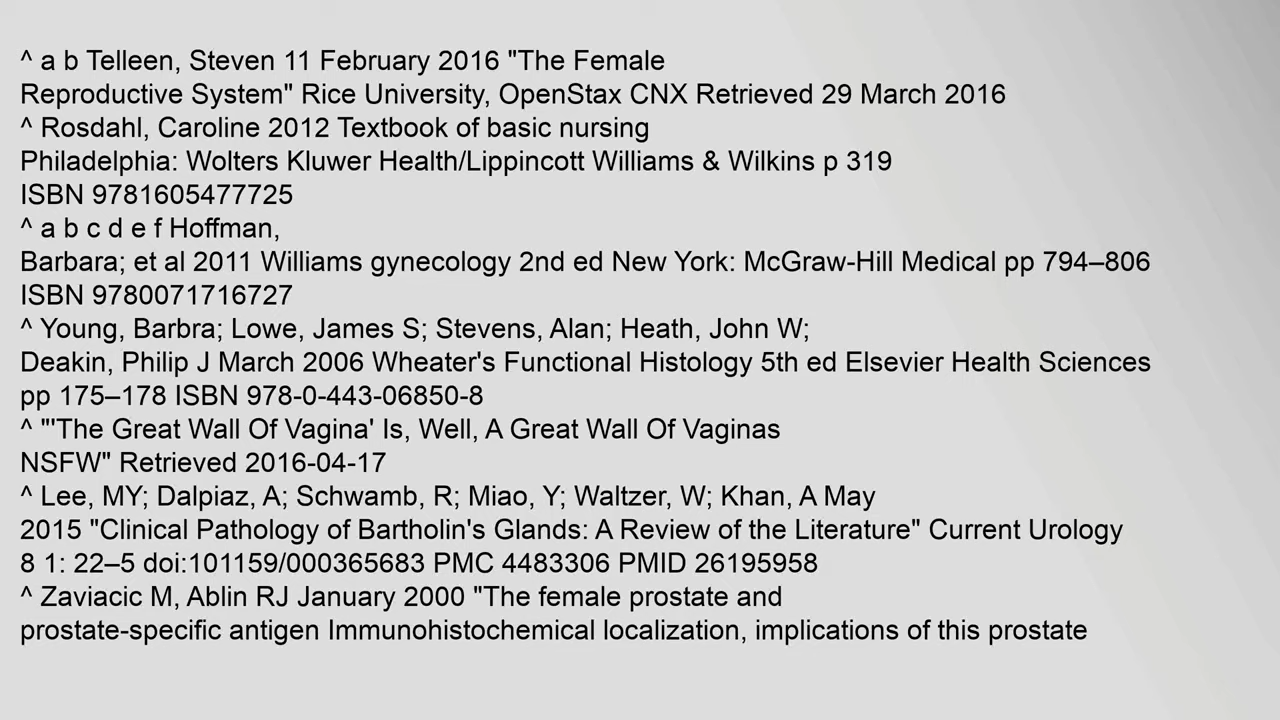 ^ a b Telleen, Steven 11 February 2016 "The Female
Reproductive System" Rice University, OpenStax CNX Retrieved 29 March 2016
^ Rosdahl, Caroline 2012 Textbook of basic nursing
Philadelphia: Wolters Kluwer Health/Lippincott Williams & Wilkins p 319
ISBN 9781605477725
^ a b c d e f Hoffman,
Barbara; et al 2011 Williams gynecology 2nd ed New York: McGraw-Hill Medical pp 794–806
ISBN 9780071716727
^ Young, Barbra; Lowe, James S; Stevens, Alan; Heath, John W;
Deakin, Philip J March 2006 Wheater's Functional Histology 5th ed Elsevier Health Sciences
pp 175–178 ISBN 978-0-443-06850-8
^ "'The Great Wall Of Vagina' Is, Well, A Great Wall Of Vaginas
NSFW" Retrieved 2016-04-17
^ Lee, MY; Dalpiaz, A; Schwamb, R; Miao, Y; Waltzer, W; Khan, A May
2015 "Clinical Pathology of Bartholin's Glands: A Review of the Literature" Current Urology
8 1: 22–5 doi:101159/000365683 PMC 4483306 PMID 26195958
^ Zaviacic M, Ablin RJ January 2000 "The female prostate and
prostate-specific antigen Immunohistochemical localization, implications of this prostate